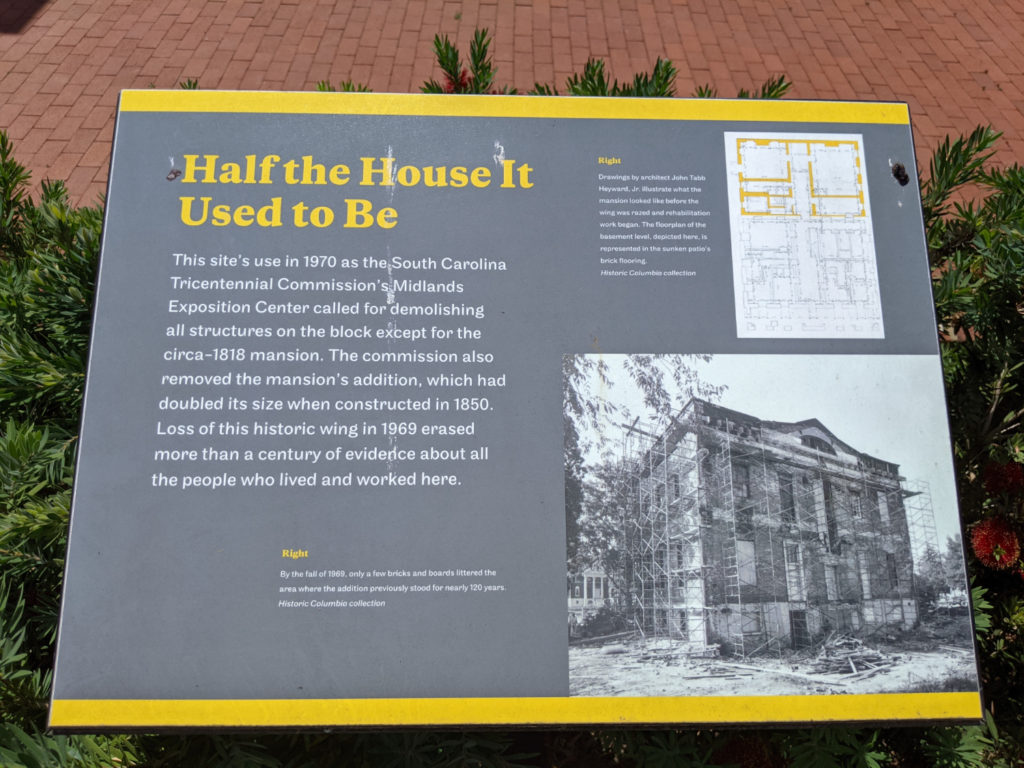 Half the House It
Used to Be
This site's use in 1970 as the South Carolina
Tricentennial Commission's Midlands
Exposition Center called for demolishing
all structures on the block except for the
circa-1818 mansion. The commission also
removed the mansion's addition, which had
doubled its size when constructed in 1850.
Loss of this historic wing in 1969 erased
more than a century of evidence about all
the people who lived and worked here.
Right
By the fall of 1969, only a few bricks and boards littered the
area where the addition previously stood for nearly 120 years.
Historic Columbia collection
Right
Drawings by architect John Tabb
Heyward, Jr. illustrate what the
mansion looked like before the
wing was razed and rehabilitation
work began. The floorplan of the
basement level, depicted here, is
represented in the sunken patio's
brick flooring.
Historic Columbia collection